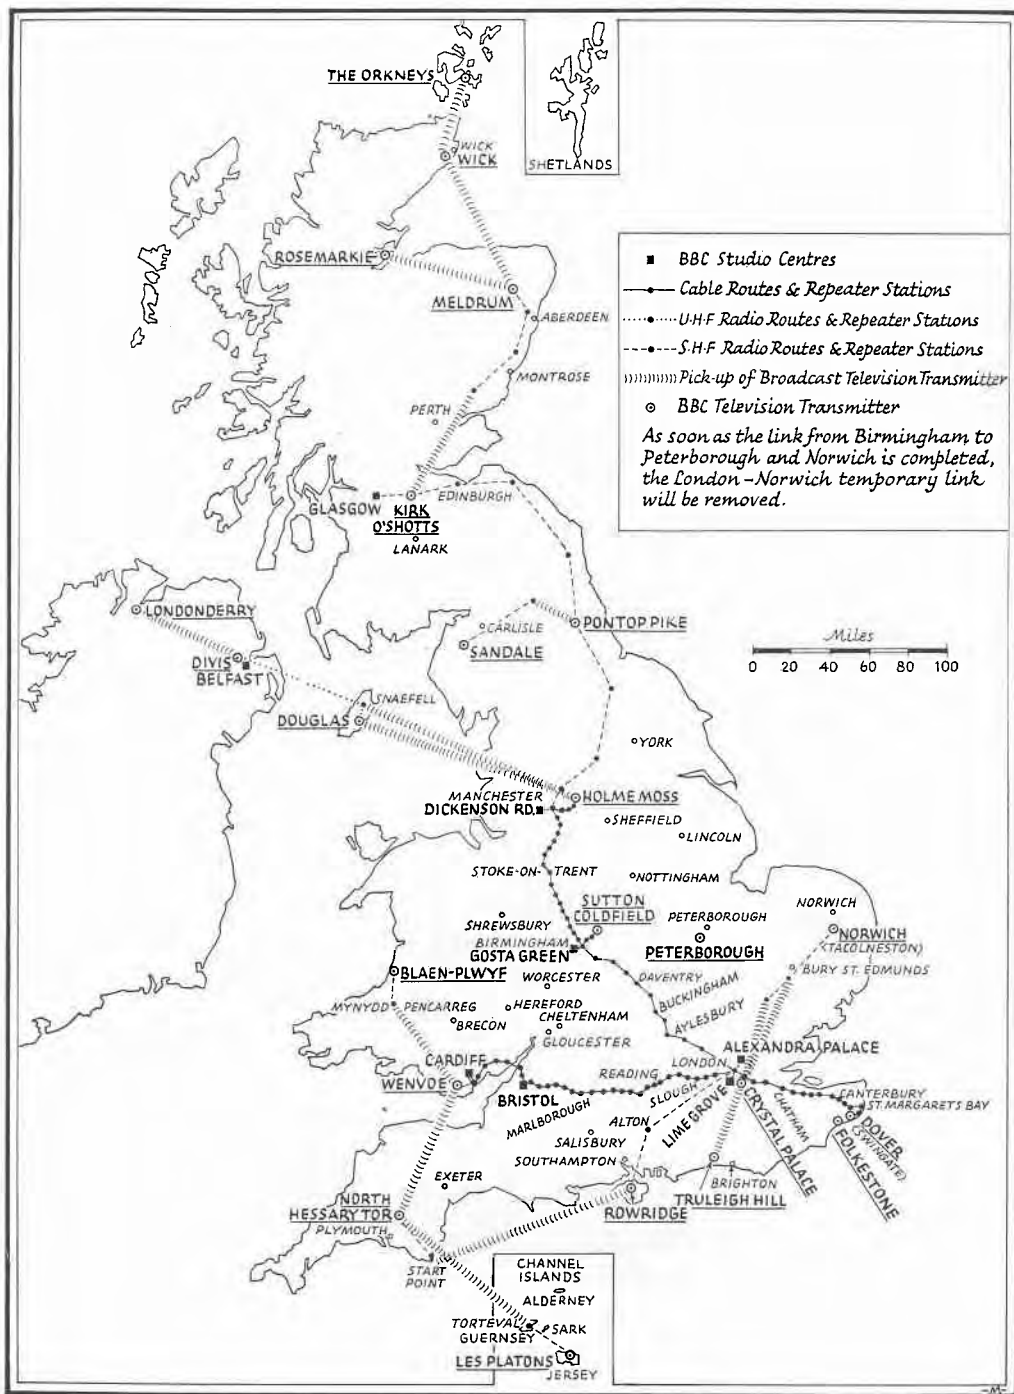 THE ORKNEYS
SHETLANDS
WICK
WICK
ROSEMARKIE
MELDRUM
ABERDEEN
MONTROSE
PERTH
■ BBC Studio Centres
Cable Routes & Repeater Stations
U·H·F Radio Routes & Repeater Stations
S·H·F Radio Routes & Repeater Stations
Pick-up of Broadcast Television Transmitter
BBC Television Transmitter
As soon as the link from Birmingham to
Peterborough and Norwich is completed,
the London-Norwich temporary link
will be removed.
GLASGOW
KIRK
O'SHOTTS
EDINBURGH
LANARK
LONDONDERRY
CARLISLE
PONTOP PIKE
SANDALE
Miles
0 20 40 60 80 100
DIVIS
BELFAST
SNAEFELL
DOUGLAS
YORK
MANCHESTER
DICKENSON RD.
HOLME MOSS
SHEFFIELD
LINCOLN
STOKE-ON-TRENT
NOTTINGHAM
SUTTON
COLDFIELD
SHREWSBURY
BIRMINGHAM
GOSTA GREEN
PETERBOROUGH
PETERBOROUGH
NORWICH
NORWICH
(TACOLNESTON)
BURY ST. EDMUNDS
BLAEN-PLWYF
WORCESTER
DAVENTRY
BUCKINGHAM
AYLESBURY
MYNYDD PENCARREG
HEREFORD
BRECON
CHELTENHAM
GLOUCESTER
ALEXANDRA PALACE
CARDIFF
WENVOE
BRISTOL
MARLBOROUGH
READING
SLOUGH
LONDON
LIME GROVE
CRYSTAL PALACE
CHATHAM
CANTERBURY
ST. MARGARETS BAY
DOVER
(SWINGATE)
FOLKESTONE
ALTON
SALISBURY
SOUTHAMPTON
BRIGHTON
TRULEIGH HILL
ROWRIDGE
EXETER
NORTH
HESSARY TOR
PLYMOUTH
START
POINT
CHANNEL
ISLANDS
ALDERNEY
TORTEVAL
GUERNSEY
SARK
LES PLATONS
JERSEY
-M-